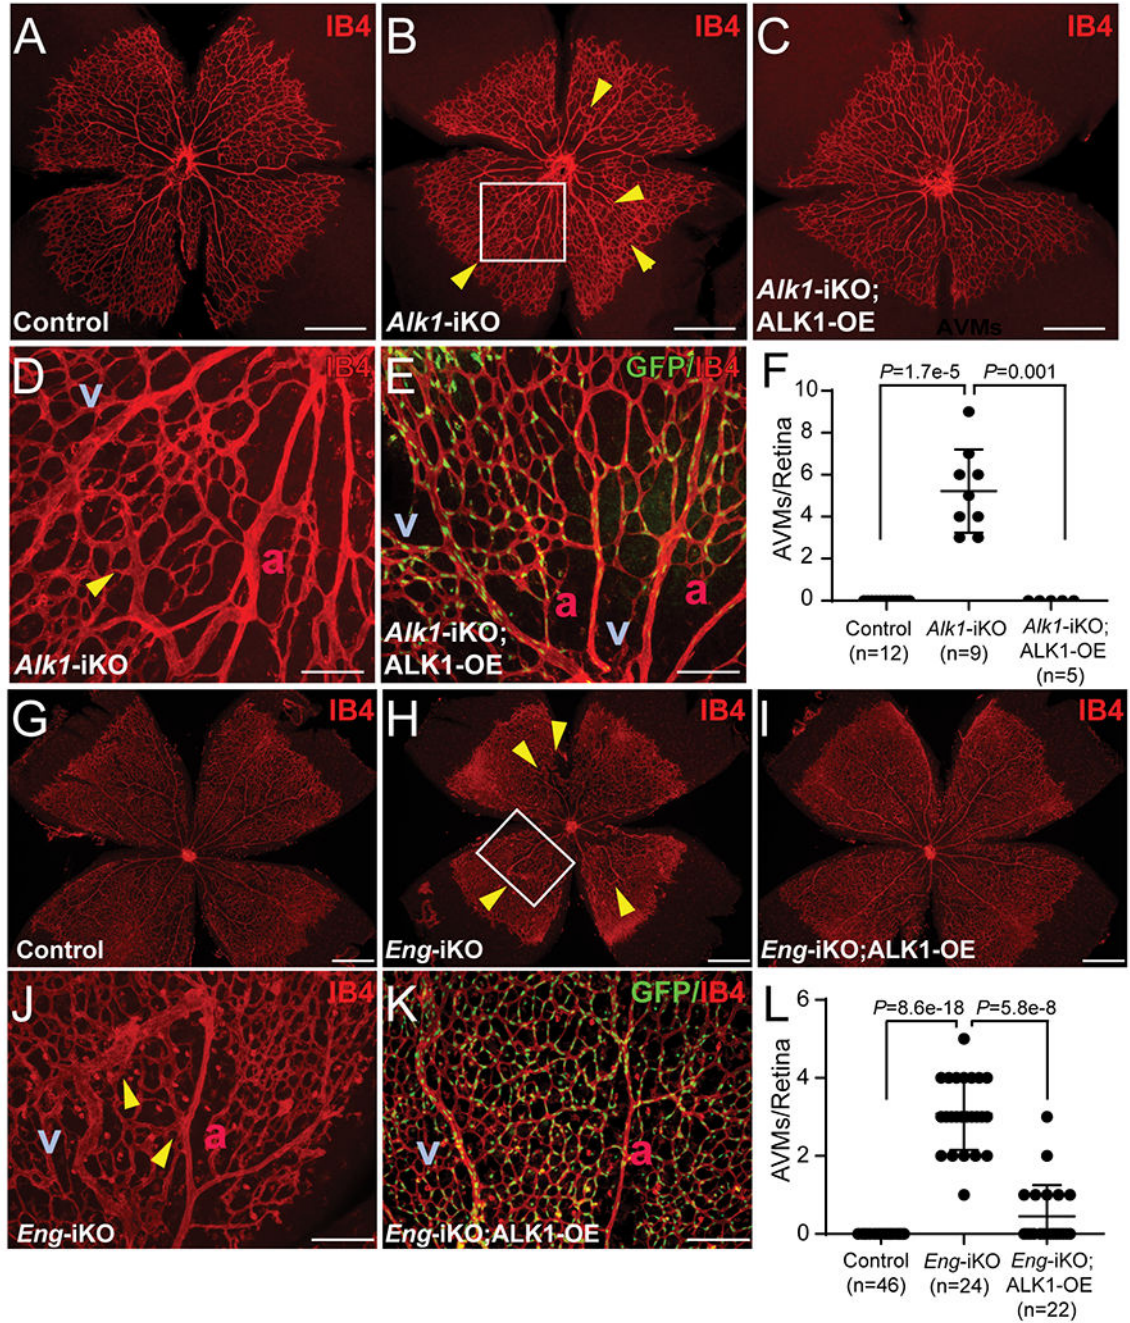 A IB4
Control
B IB4
Alk1-iKO
C IB4
Alk1-iKO;
ALK1-OE
AVMs
D IB4
v
a
Alk1-iKO
E GFP/IB4
v
a
v
a
Alk1-iKO;
ALK1-OE
F
P=1.7e-5 P=0.001
AVMs/Retina
10
8
6
4
2
0
Control
(n=12)
Alk1-iKO
(n=9)
Alk1-iKO;
ALK1-OE
(n=5)
G IB4
Control
H IB4
Eng-iKO
I IB4
Eng-iKO;ALK1-OE
J IB4
v
a
Eng-iKO
K GFP/IB4
v
a
Eng-iKO;ALK1-OE
L
P=8.6e-18 P=5.8e-8
AVMs/Retina
6
4
2
0
Control
(n=46)
Eng-iKO
(n=24)
Eng-iKO;
ALK1-OE
(n=22)